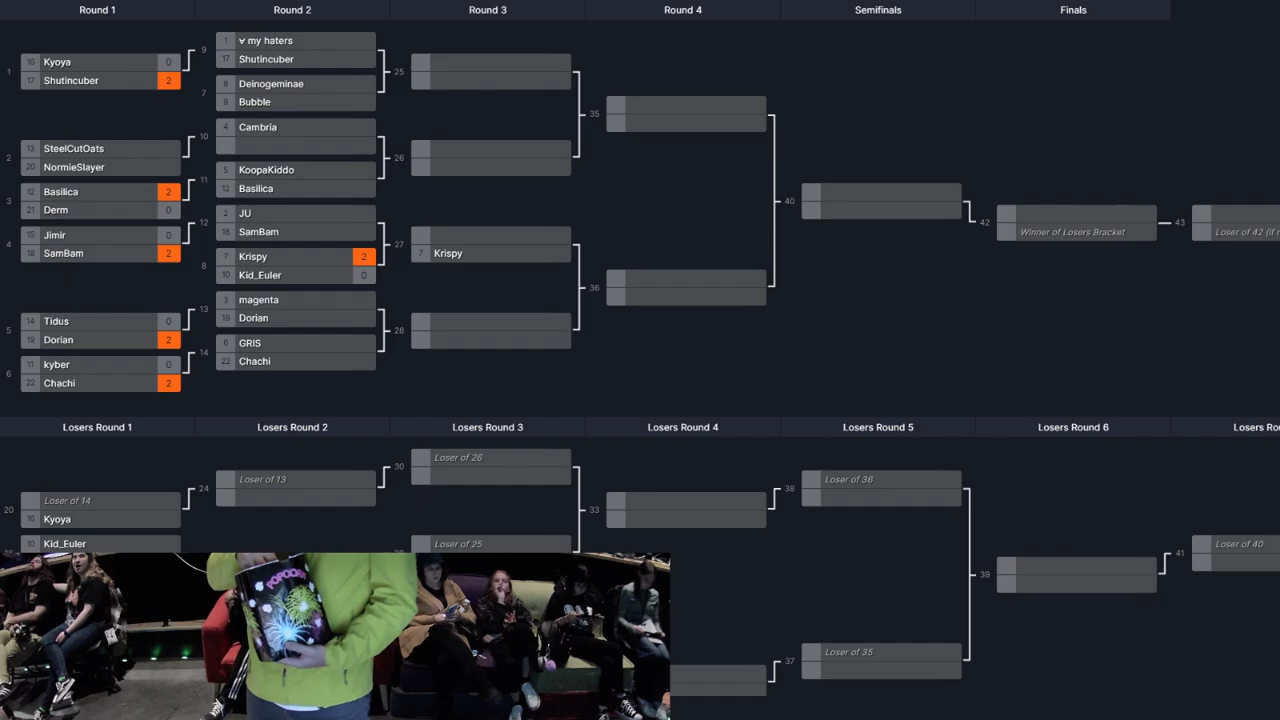 Round 1
Round 2
Round 3
Round 4
Semifinals
Finals
1
16 Kyoya 0
17 Shutincuber 2
2
13 SteelCutOats
20 NormieSlayer
3
12 Basilica 2
21 Derm 0
4
15 Jimir 0
18 SamBam 2
5
14 Tidus 0
19 Dorian 2
6
11 kyber 0
22 Chachi 2
9
1 ∀ my haters
17 Shutincuber
7
8 Deinogeminae
9 Bubble
10
4 Cambria
11
5 KoopaKiddo
12 Basilica
12
2 JU
18 SamBam
8
7 Krispy 2
10 Kid_Euler 0
13
3 magenta
19 Dorian
14
6 GRIS
22 Chachi
25
26
27
7 Krispy
28
35
36
40
42
Winner of Losers Bracket
43
Loser of 42 (if
Losers Round 1
Losers Round 2
Losers Round 3
Losers Round 4
Losers Round 5
Losers Round 6
Losers Ro
20
Loser of 14
16 Kyoya
10 Kid_Euler
24
Loser of 13
30
Loser of 26
Loser of 25
33
38
Loser of 36
37
Loser of 35
39
41
Loser of 40
POPCORN